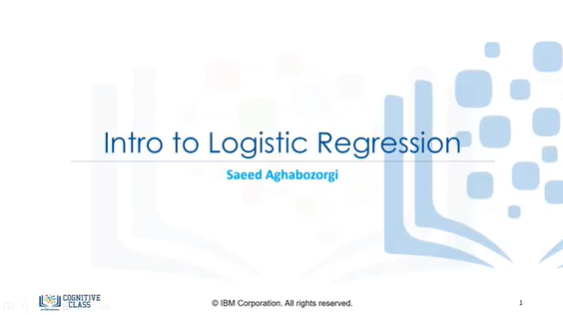 Intro to Logistic Regression
Saeed Aghabozorgi
COGNITIVE
CLASS
© IBM Corporation. All rights reserved.
1